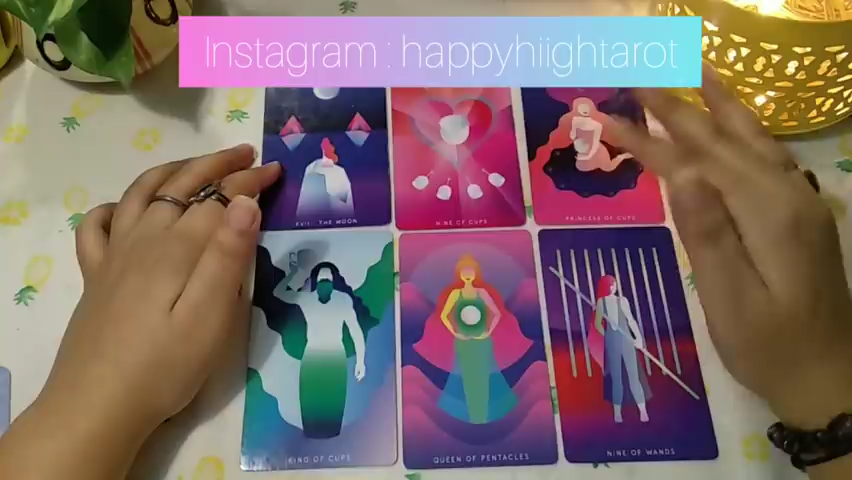 Instagram : happyhiightarot
XVII · THE MOON
NINE OF CUPS
PRINCESS OF CUPS
KING OF CUPS
QUEEN OF PENTACLES
NINE OF WANDS